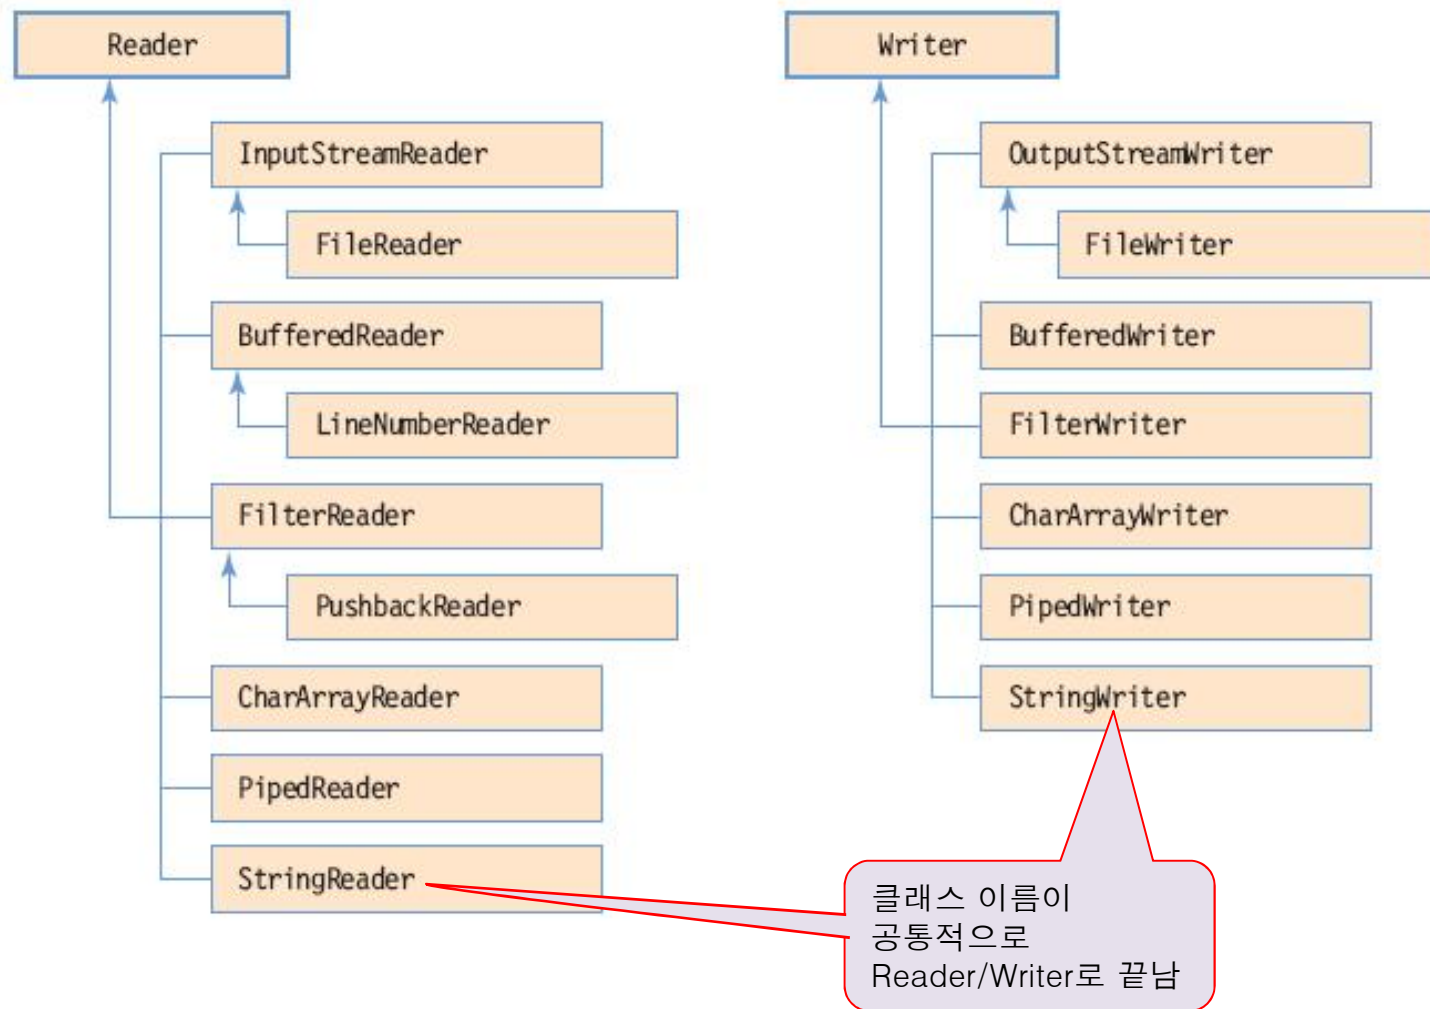 Reader
InputStreamReader
FileReader
BufferedReader
LineNumberReader
FilterReader
PushbackReader
CharArrayReader
PipedReader
StringReader
Writer
OutputStreamWriter
FileWriter
BufferedWriter
FilterWriter
CharArrayWriter
PipedWriter
StringWriter
클래스 이름이
공통적으로
Reader/Writer로 끝남